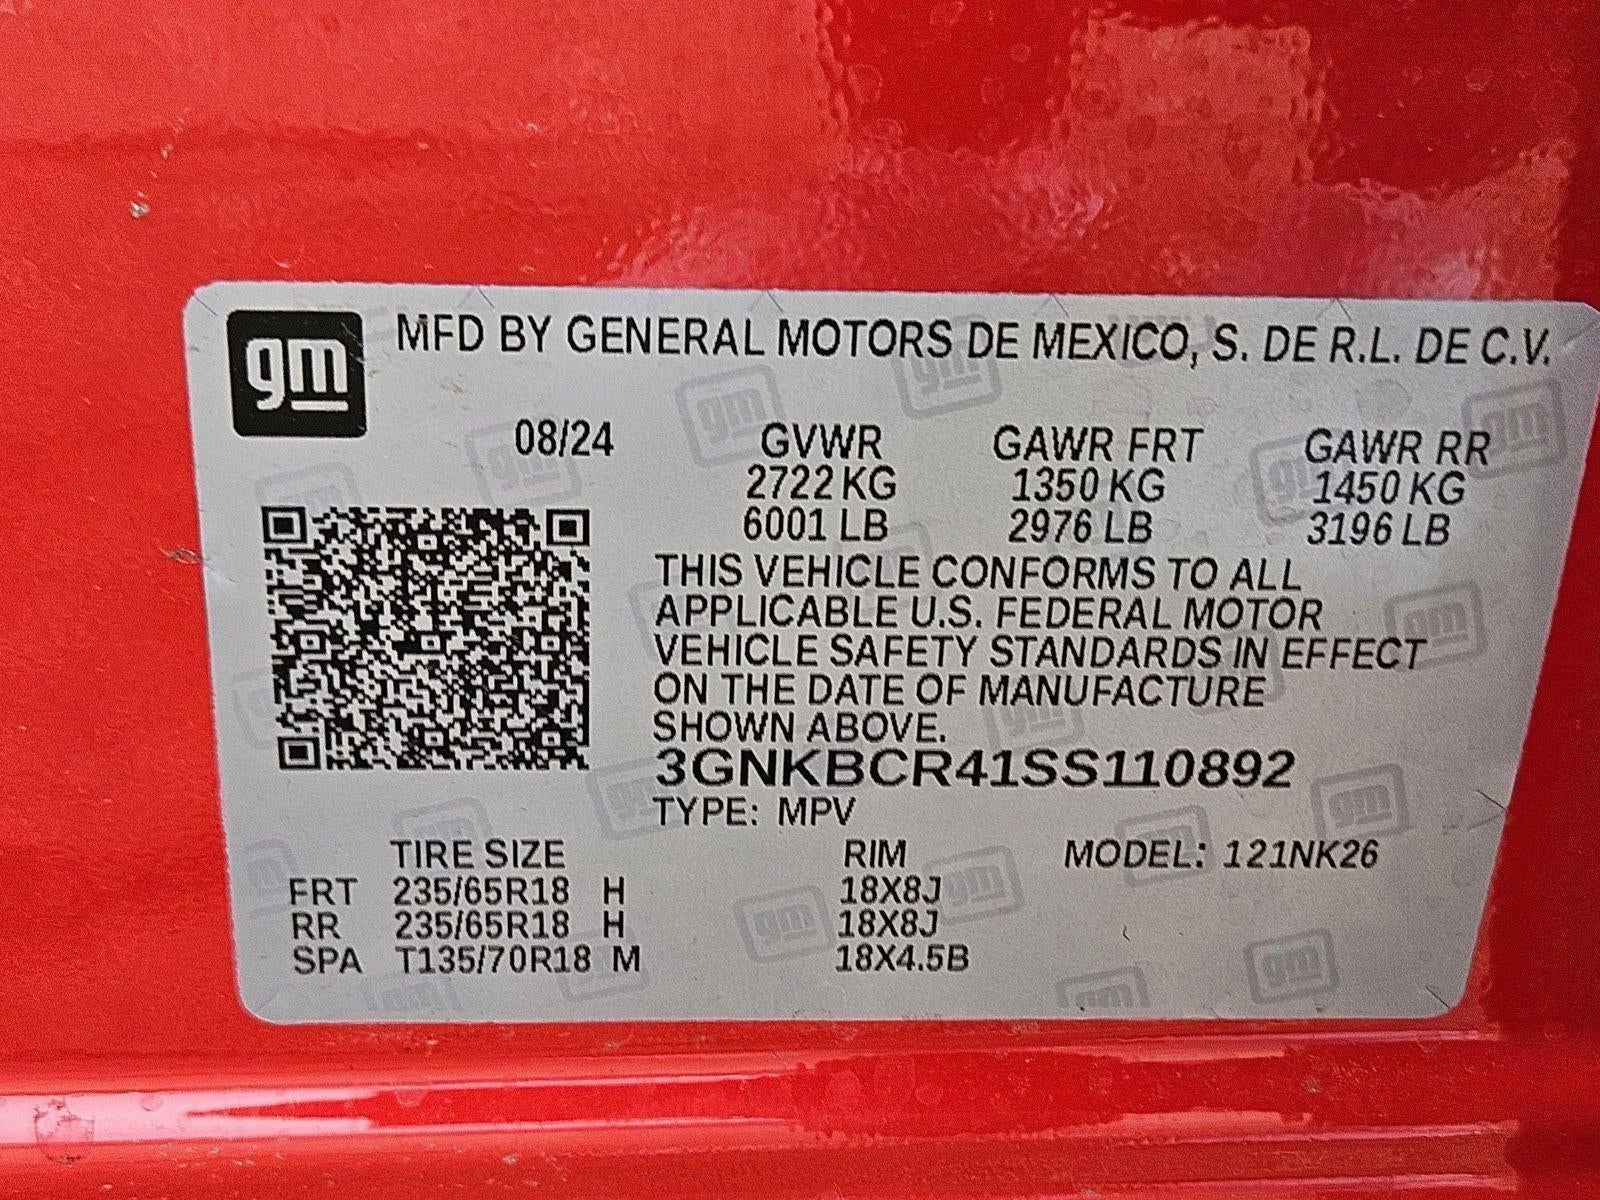 gm MFD BY GENERAL MOTORS DE MEXICO, S. DE R.L. DE C.V.
08/24 GVWR GAWR FRT GAWR RR
2722 KG 1350 KG 1450 KG
6001 LB 2976 LB 3196 LB
THIS VEHICLE CONFORMS TO ALL
APPLICABLE U.S. FEDERAL MOTOR
VEHICLE SAFETY STANDARDS IN EFFECT
ON THE DATE OF MANUFACTURE
SHOWN ABOVE.
3GNKBCR41SS110892
TYPE: MPV
TIRE SIZE RIM MODEL: 121NK26
FRT 235/65R18 H 18X8J
RR 235/65R18 H 18X8J
SPA T135/70R18 M 18X4.5B